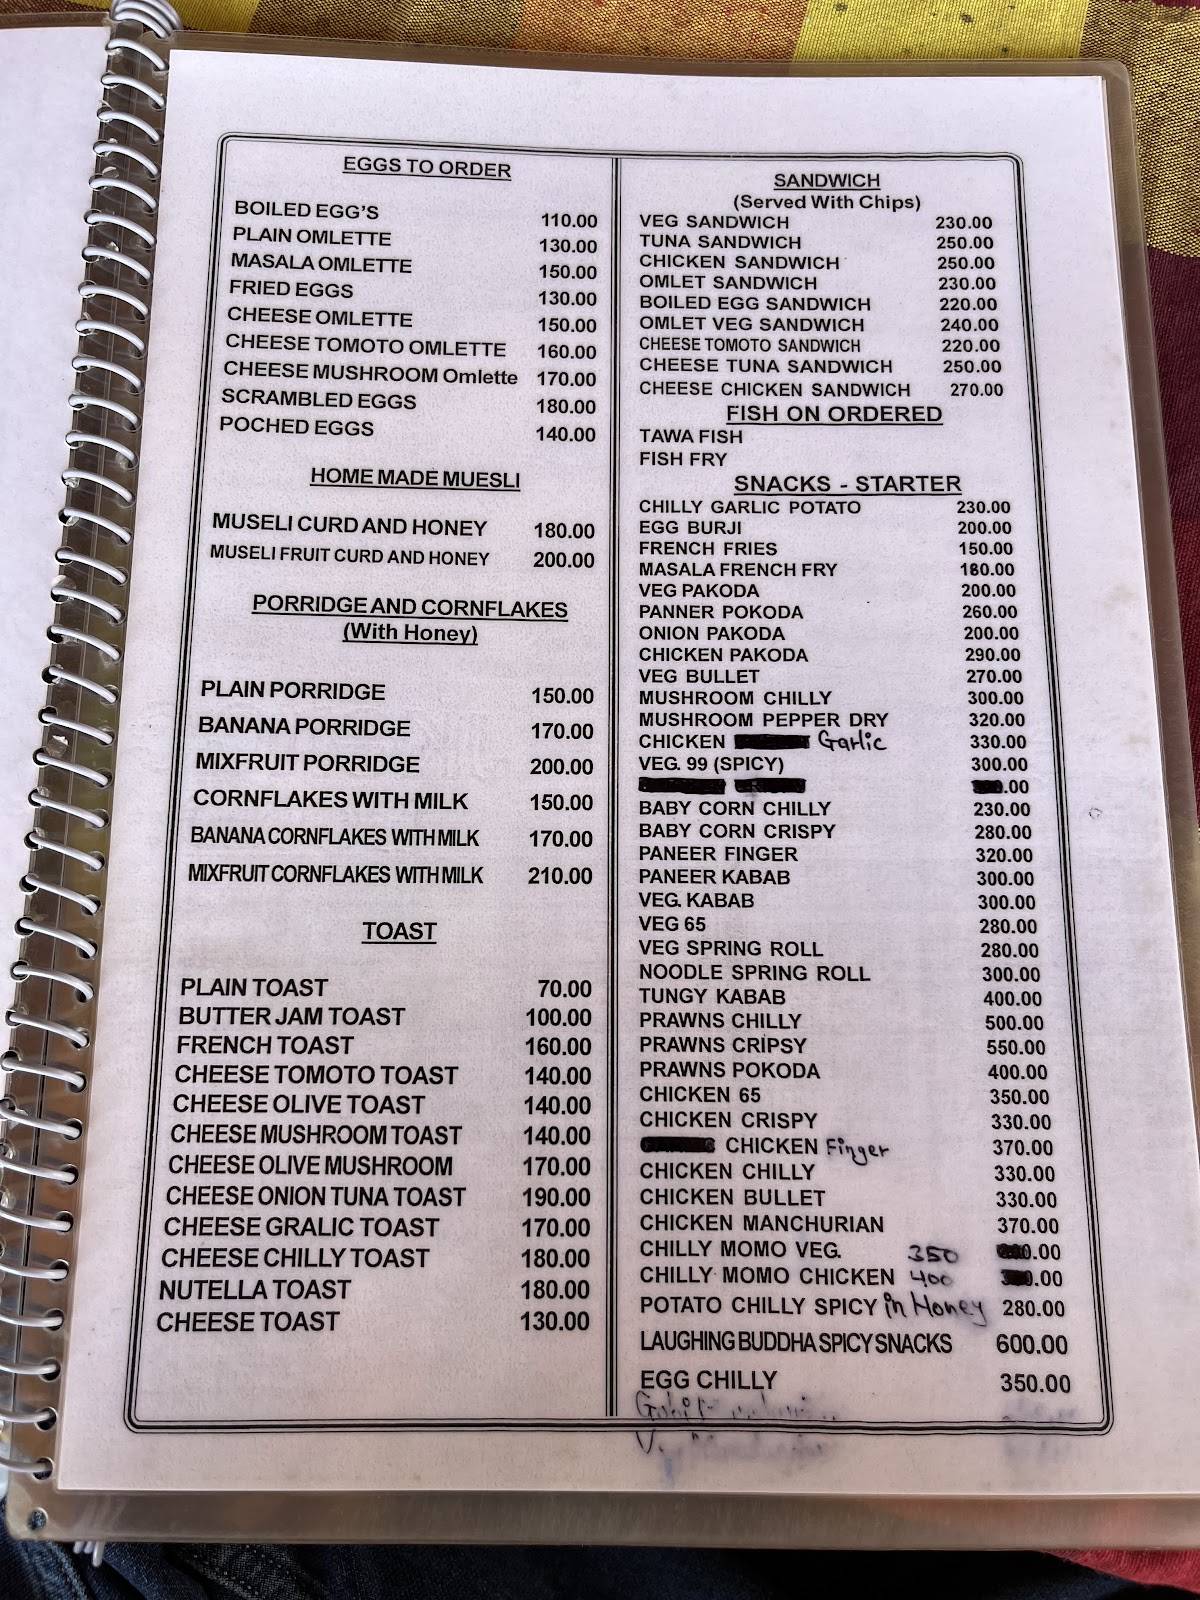 EGGS TO ORDER
BOILED EGG'S 110.00
PLAIN OMLETTE 130.00
MASALA OMLETTE 150.00
FRIED EGGS 130.00
CHEESE OMLETTE 150.00
CHEESE TOMOTO OMLETTE 160.00
CHEESE MUSHROOM Omlette 170.00
SCRAMBLED EGGS 180.00
POCHED EGGS 140.00
HOME MADE MUESLI
MUSELI CURD AND HONEY 180.00
MUSELI FRUIT CURD AND HONEY 200.00
PORRIDGE AND CORNFLAKES
(With Honey)
PLAIN PORRIDGE 150.00
BANANA PORRIDGE 170.00
MIXFRUIT PORRIDGE 200.00
CORNFLAKES WITH MILK 150.00
BANANA CORNFLAKES WITH MILK 170.00
MIXFRUIT CORNFLAKES WITH MILK 210.00
TOAST
PLAIN TOAST 70.00
BUTTER JAM TOAST 100.00
FRENCH TOAST 160.00
CHEESE TOMOTO TOAST 140.00
CHEESE OLIVE TOAST 140.00
CHEESE MUSHROOM TOAST 140.00
CHEESE OLIVE MUSHROOM 170.00
CHEESE ONION TUNA TOAST 190.00
CHEESE GRALIC TOAST 170.00
CHEESE CHILLY TOAST 180.00
NUTELLA TOAST 180.00
CHEESE TOAST 130.00
SANDWICH
(Served With Chips)
VEG SANDWICH 230.00
TUNA SANDWICH 250.00
CHICKEN SANDWICH 250.00
OMLET SANDWICH 230.00
BOILED EGG SANDWICH 220.00
OMLET VEG SANDWICH 240.00
CHEESE TOMOTO SANDWICH 220.00
CHEESE TUNA SANDWICH 250.00
CHEESE CHICKEN SANDWICH 270.00
FISH ON ORDERED
TAWA FISH
FISH FRY
SNACKS - STARTER
CHILLY GARLIC POTATO 230.00
EGG BURJI 200.00
FRENCH FRIES 150.00
MASALA FRENCH FRY 180.00
VEG PAKODA 200.00
PANNER POKODA 260.00
ONION PAKODA 200.00
CHICKEN PAKODA 290.00
VEG BULLET 270.00
MUSHROOM CHILLY 300.00
MUSHROOM PEPPER DRY 320.00
CHICKEN Garlic 330.00
VEG. 99 (SPICY) 300.00
.00
BABY CORN CHILLY 230.00
BABY CORN CRISPY 280.00
PANEER FINGER 320.00
PANEER KABAB 300.00
VEG. KABAB 300.00
VEG 65 280.00
VEG SPRING ROLL 280.00
NOODLE SPRING ROLL 300.00
TUNGY KABAB 400.00
PRAWNS CHILLY 500.00
PRAWNS CRIPSY 550.00
PRAWNS POKODA 400.00
CHICKEN 65 350.00
CHICKEN CRISPY 330.00
CHICKEN Finger 370.00
CHICKEN CHILLY 330.00
CHICKEN BULLET 330.00
CHICKEN MANCHURIAN 370.00
CHILLY MOMO VEG. 350 .00
CHILLY MOMO CHICKEN 400 .00
POTATO CHILLY SPICY in Honey 280.00
LAUGHING BUDDHA SPICY SNACKS 600.00
EGG CHILLY 350.00